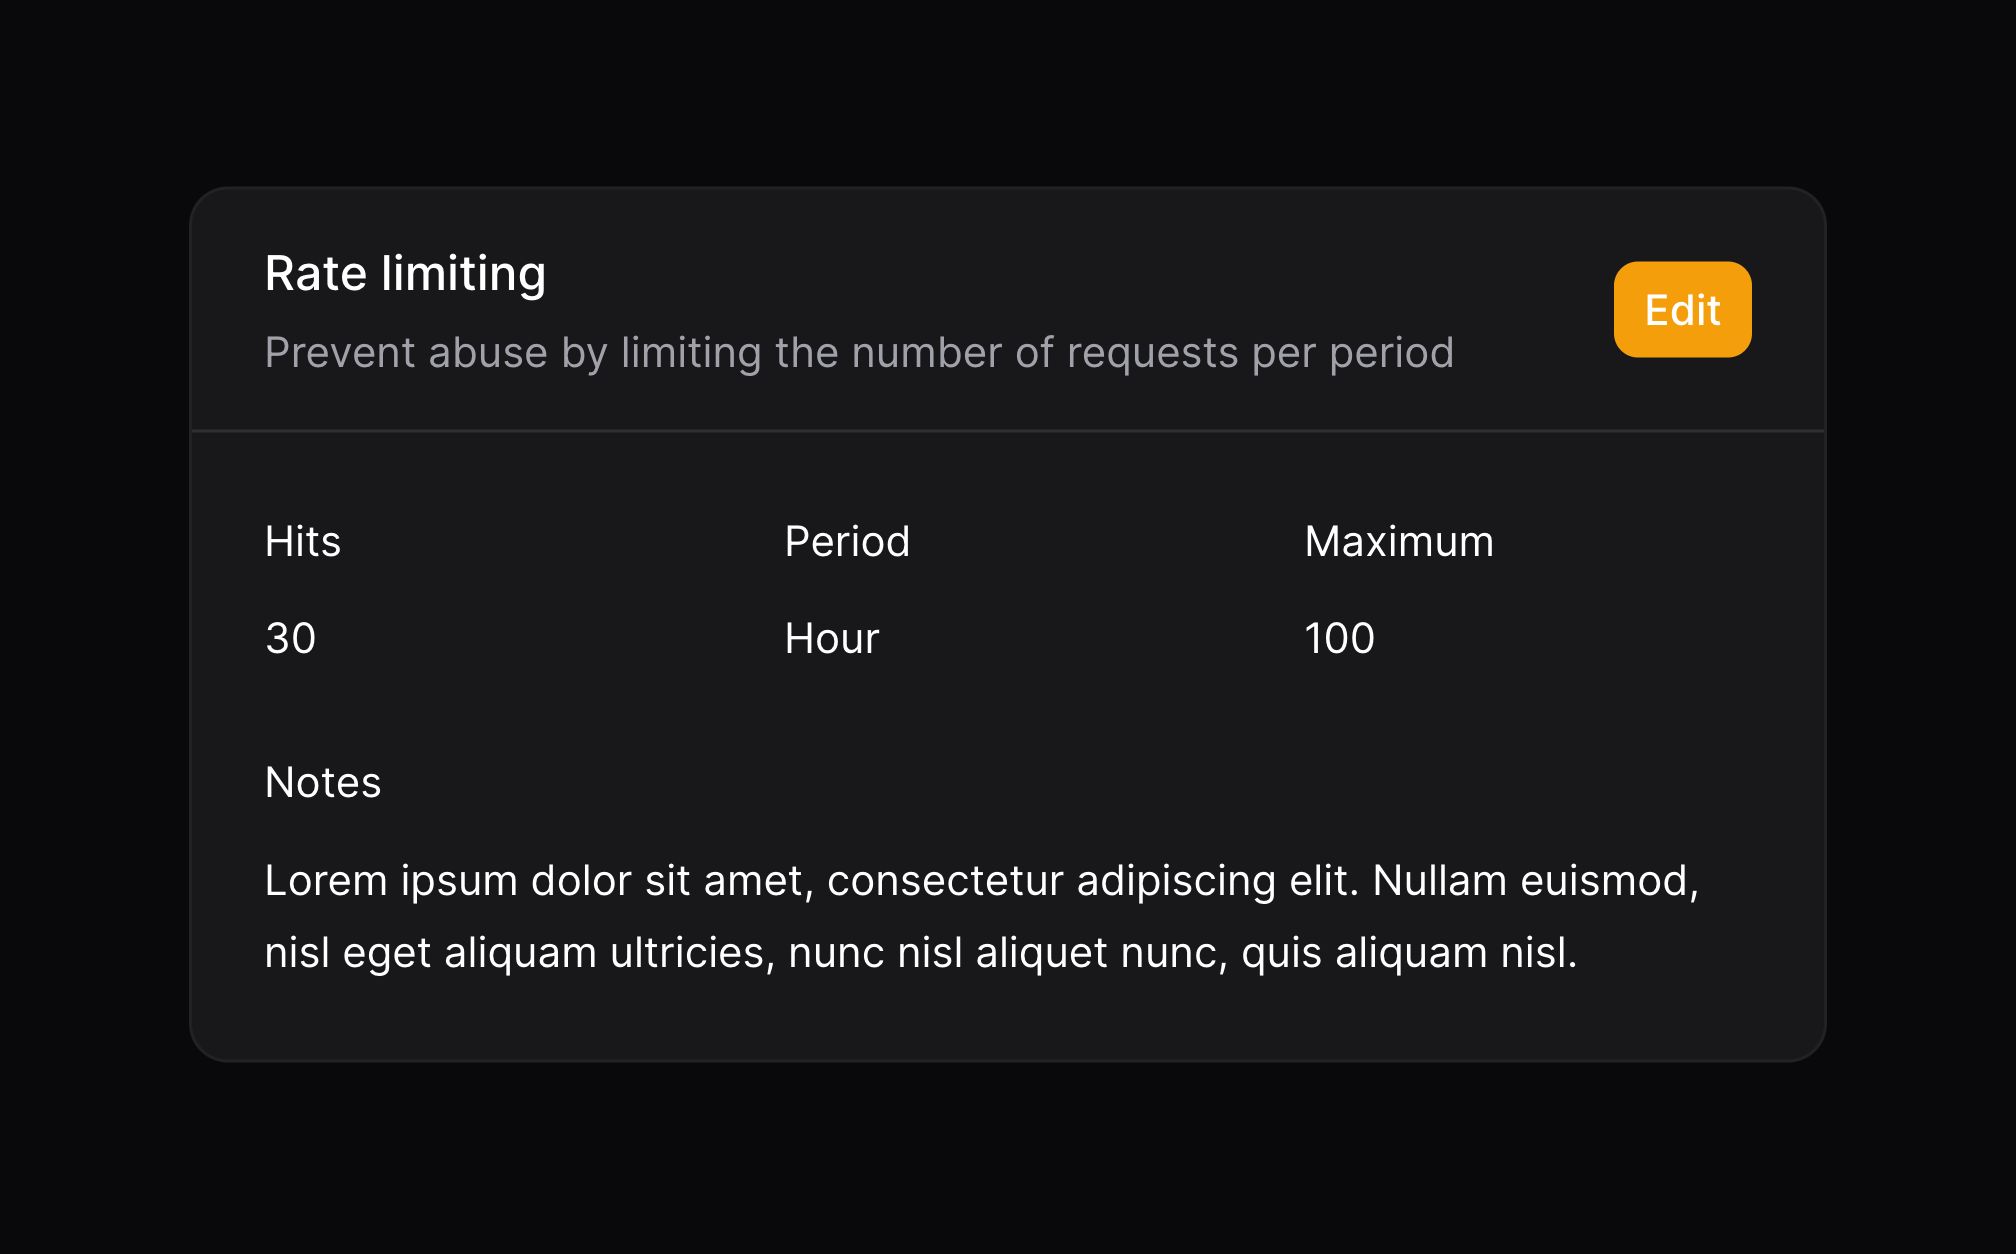 Rate limiting
Prevent abuse by limiting the number of requests per period
Edit
Hits
Period
Maximum
30
Hour
100
Notes
Lorem ipsum dolor sit amet, consectetur adipiscing elit. Nullam euismod,
nisl eget aliquam ultricies, nunc nisl aliquet nunc, quis aliquam nisl.